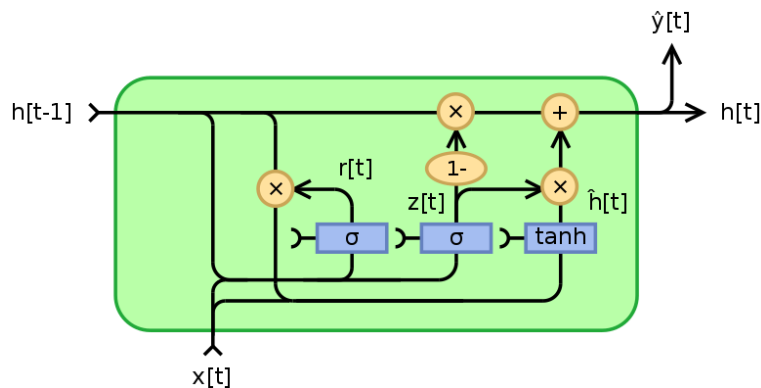 ŷ[t]
h[t-1]
×
+
h[t]
r[t]
1-
×
z[t]
×
ĥ[t]
σ
σ
tanh
x[t]